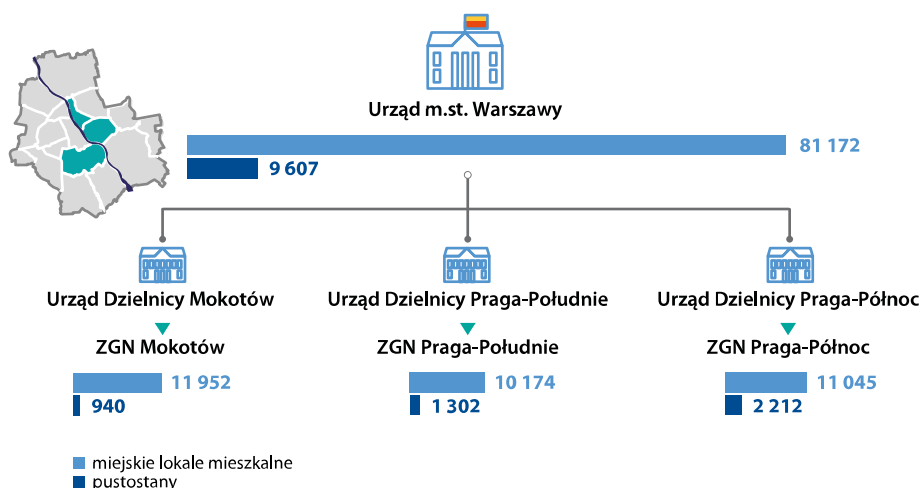 Urząd m.st. Warszawy
81 172
9 607
Urząd Dzielnicy Mokotów
ZGN Mokotów
11 952
940
Urząd Dzielnicy Praga-Południe
ZGN Praga-Południe
10 174
1 302
Urząd Dzielnicy Praga-Północ
ZGN Praga-Północ
11 045
2 212
miejskie lokale mieszkalne
pustostany